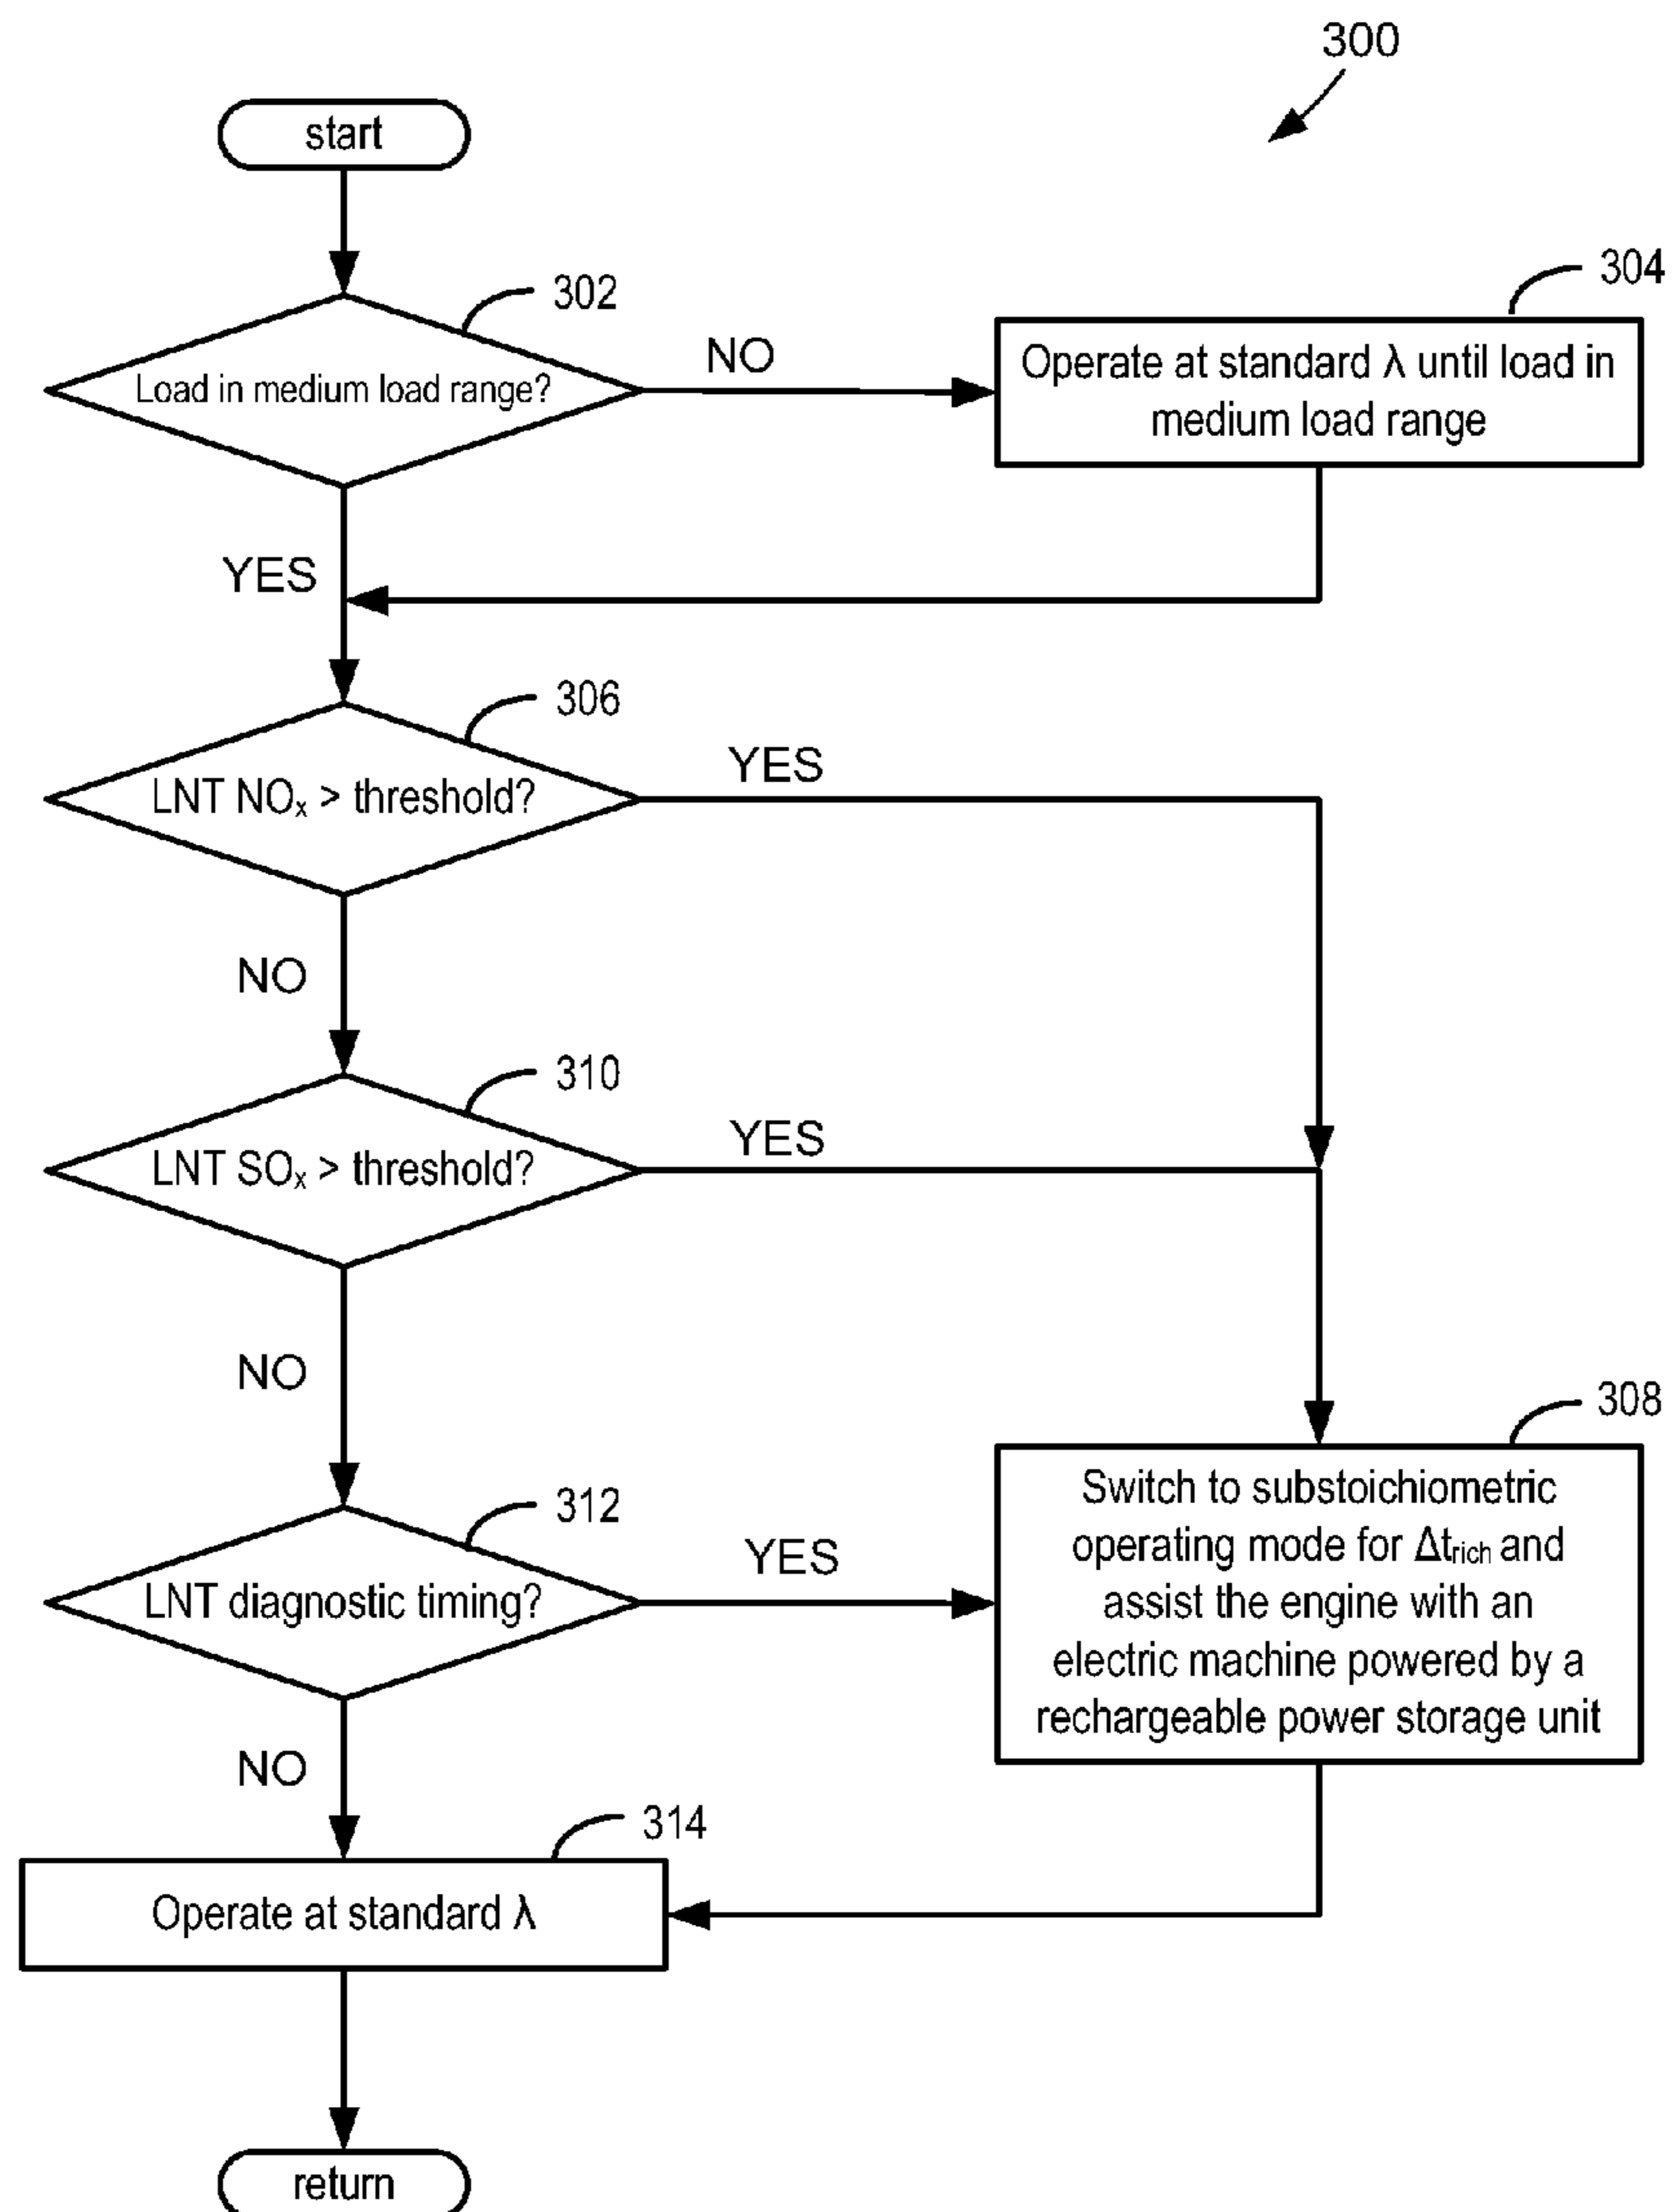 300
start
302
304
Load in medium load range?
NO
Operate at standard λ until load in
medium load range
YES
306
LNT NOₓ > threshold?
YES
NO
310
LNT SOₓ > threshold?
YES
NO
308
312
LNT diagnostic timing?
YES
Switch to substoichiometric
operating mode for Δtrich and
assist the engine with an
electric machine powered by a
rechargeable power storage unit
NO
314
Operate at standard λ
return